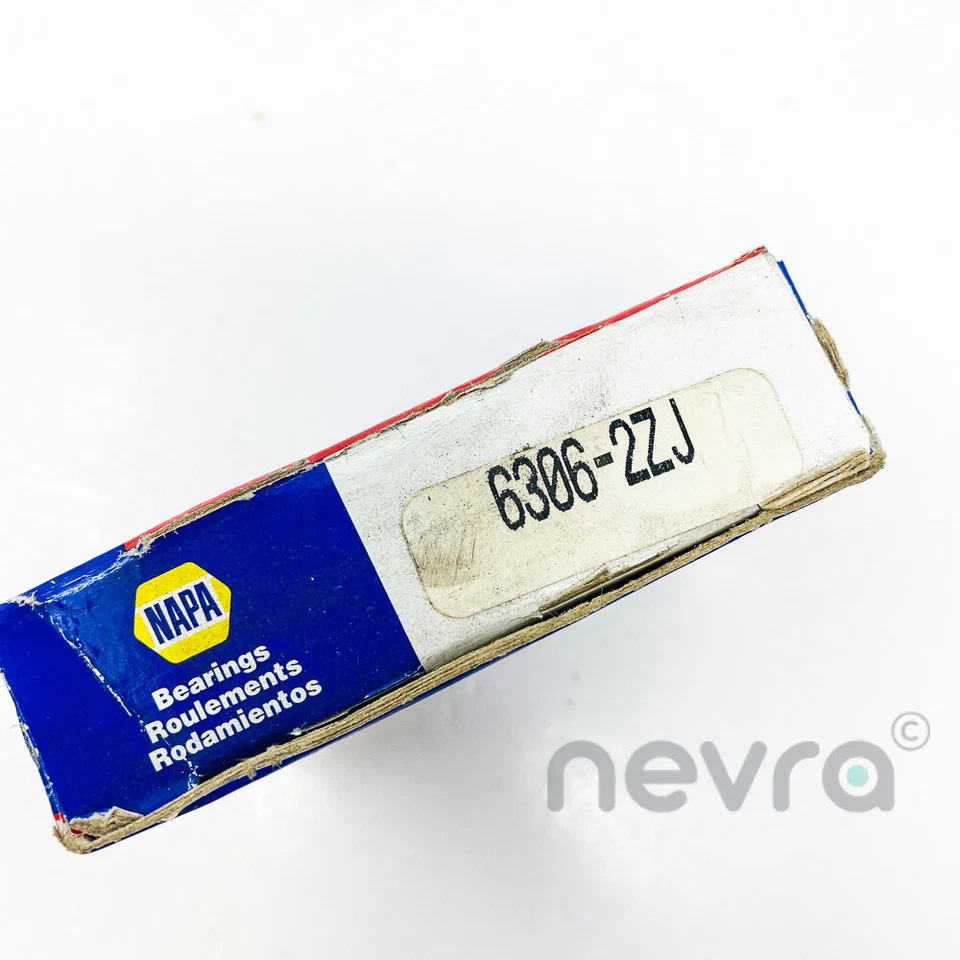 6306-2ZJ
NAPA
Bearings
Roulements
Rodamientos
nevra©